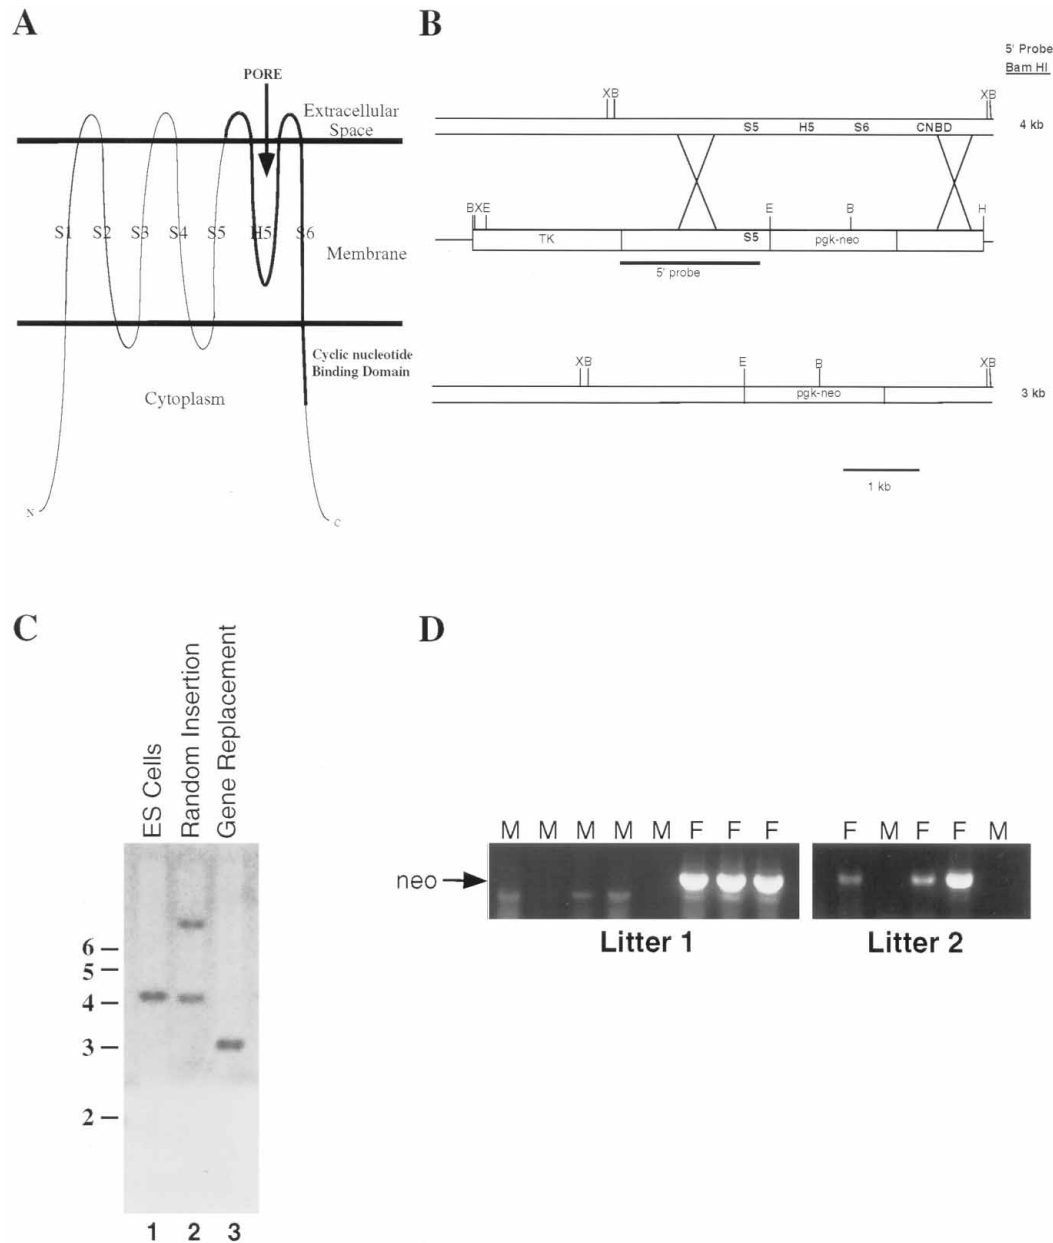 A
PORE
Extracellular
Space
S1 S2 S3 S4 S5 H5 S6
Membrane
Cyclic nucleotide
Binding Domain
Cytoplasm
N
C
B
5' Probe
Bam HI
XB XB
S5 H5 S6 CNBD 4 kb
BXE E B H
TK S5 pgk-neo
5' probe
XB E B XB
pgk-neo 3 kb
1 kb
C
ES Cells
Random Insertion
Gene Replacement
6
5
4
3
2
1 2 3
D
M M M M M F F F F M F F M
neo
Litter 1 Litter 2